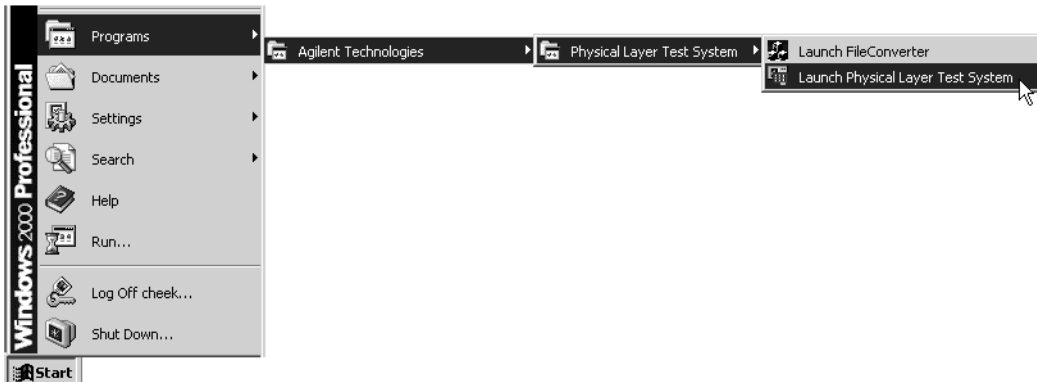 Windows 2000 Professional
Programs
Documents
Settings
Search
Help
Run...
Log Off cheek...
Shut Down...
Start
Agilent Technologies
Physical Layer Test System
Launch FileConverter
Launch Physical Layer Test System